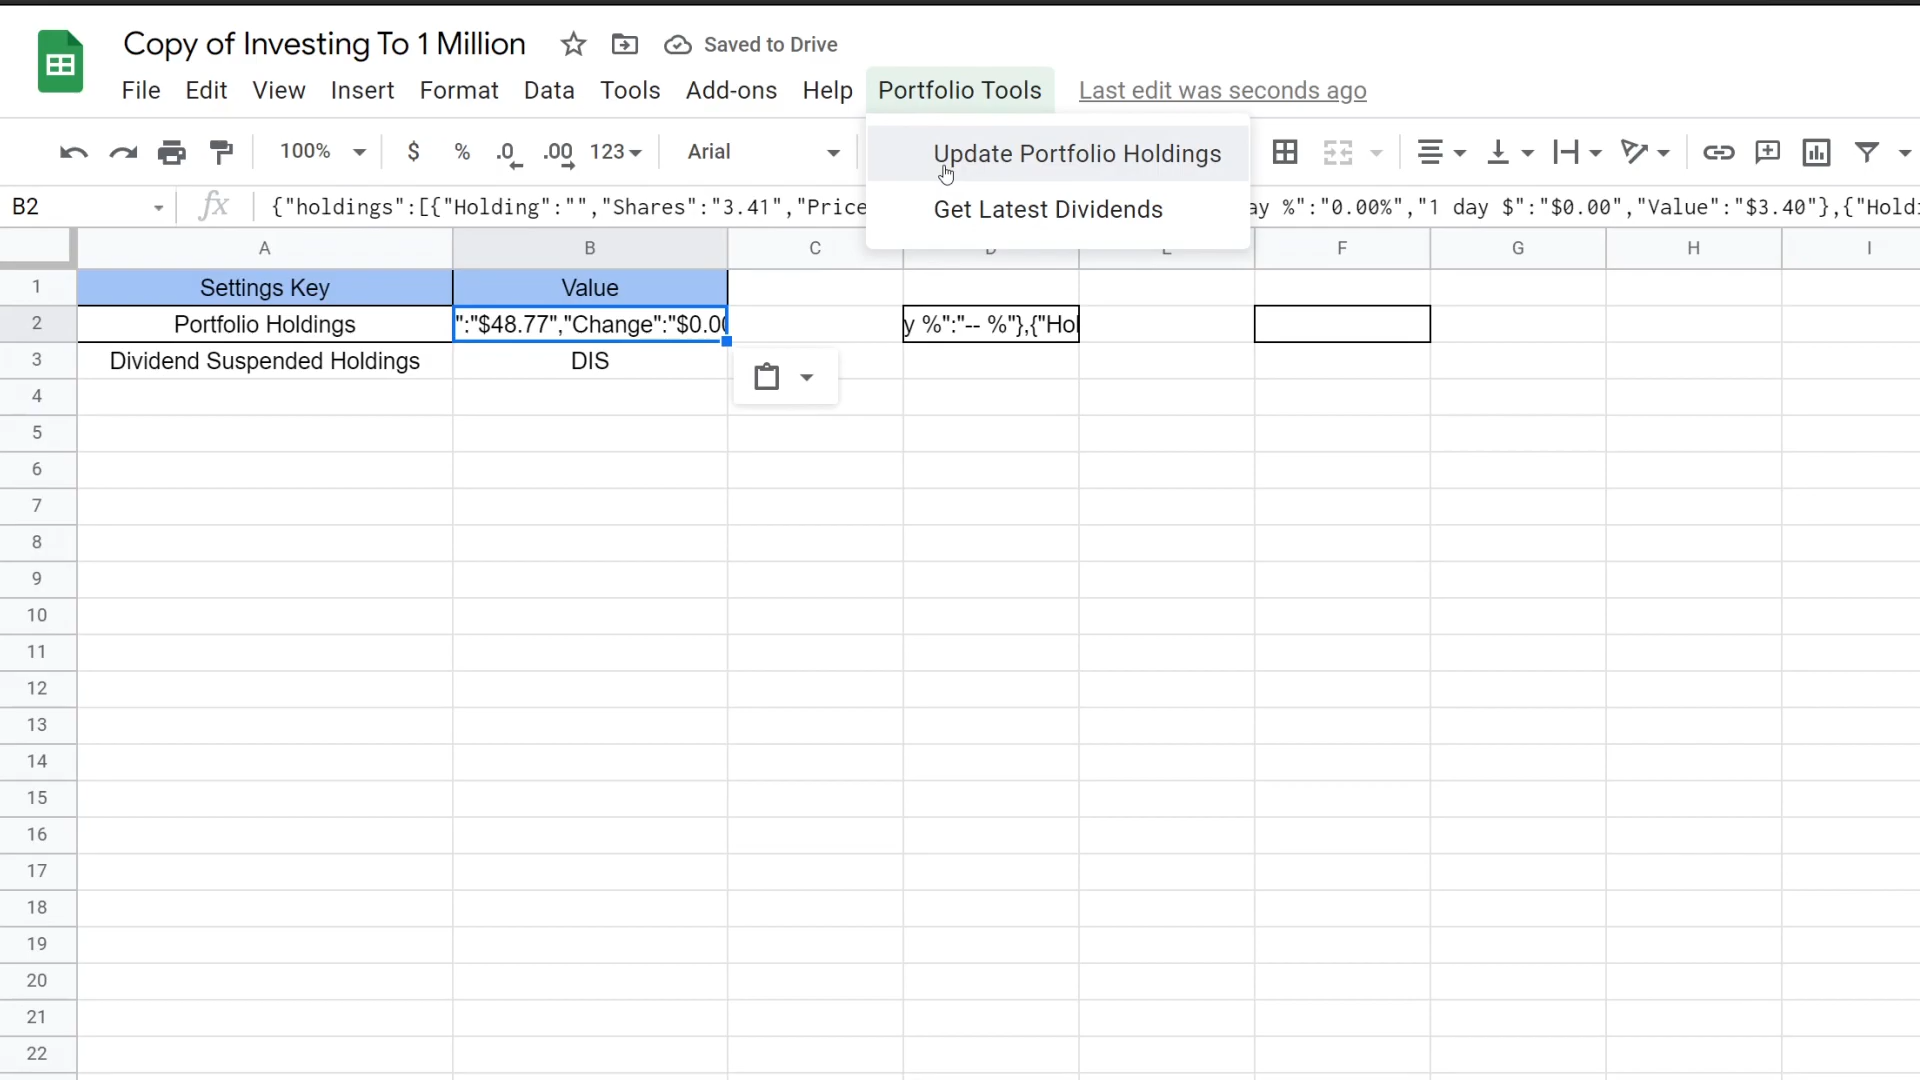 Copy of Investing To 1 Million Saved to Drive
File Edit View Insert Format Data Tools Add-ons Help Portfolio Tools Last edit was seconds ago
100% $ % .0 .00 123 Arial
Update Portfolio Holdings
Get Latest Dividends
B2 fx {"holdings":[{"Holding":"","Shares":"3.41","Price ay %":"0.00%","1 day $":"$0.00","Value":"$3.40"},{"Hold
A B C D E F G H I
1 Settings Key Value
2 Portfolio Holdings ":"$48.77","Change":"$0.00 y %":"-- %"},{"Hol
3 Dividend Suspended Holdings DIS
4
5
6
7
8
9
10
11
12
13
14
15
16
17
18
19
20
21
22